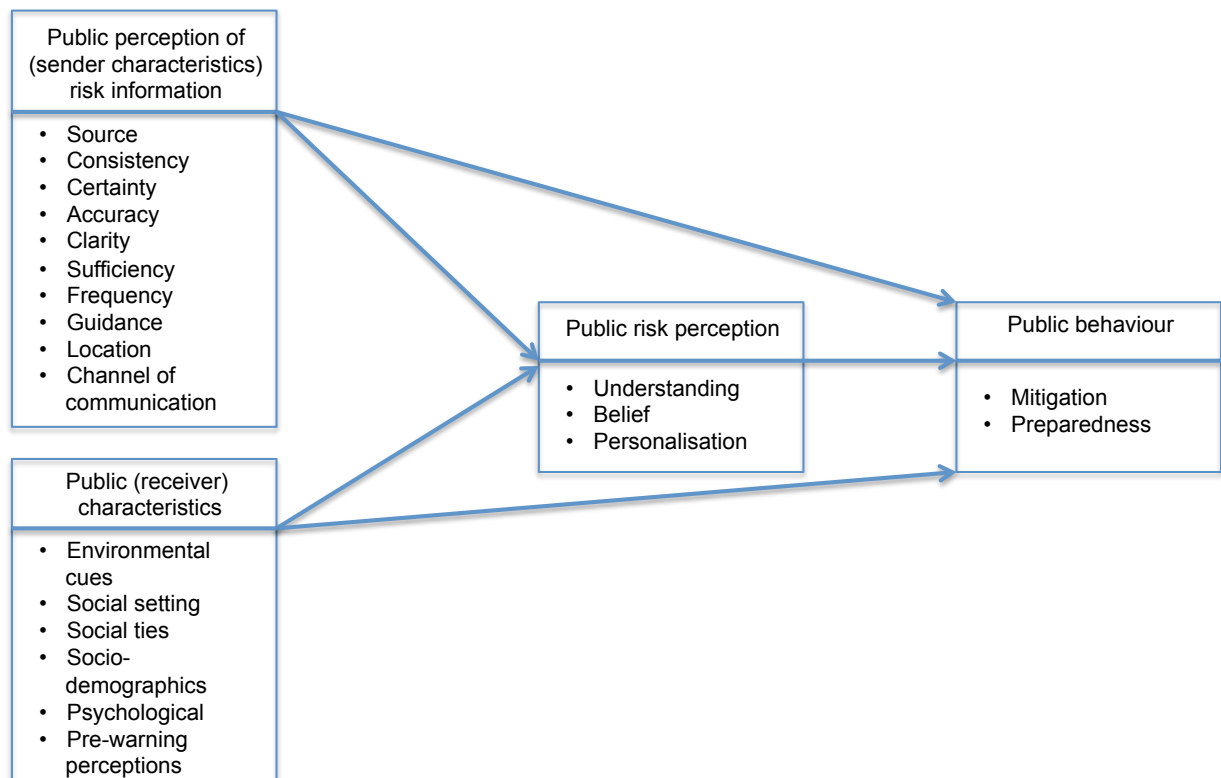 Public perception of
(sender characteristics)
risk information
• Source
• Consistency
• Certainty
• Accuracy
• Clarity
• Sufficiency
• Frequency
• Guidance
• Location
• Channel of
communication
Public (receiver)
characteristics
• Environmental
cues
• Social setting
• Social ties
• Socio-
demographics
• Psychological
• Pre-warning
perceptions
Public risk perception
• Understanding
• Belief
• Personalisation
Public behaviour
• Mitigation
• Preparedness